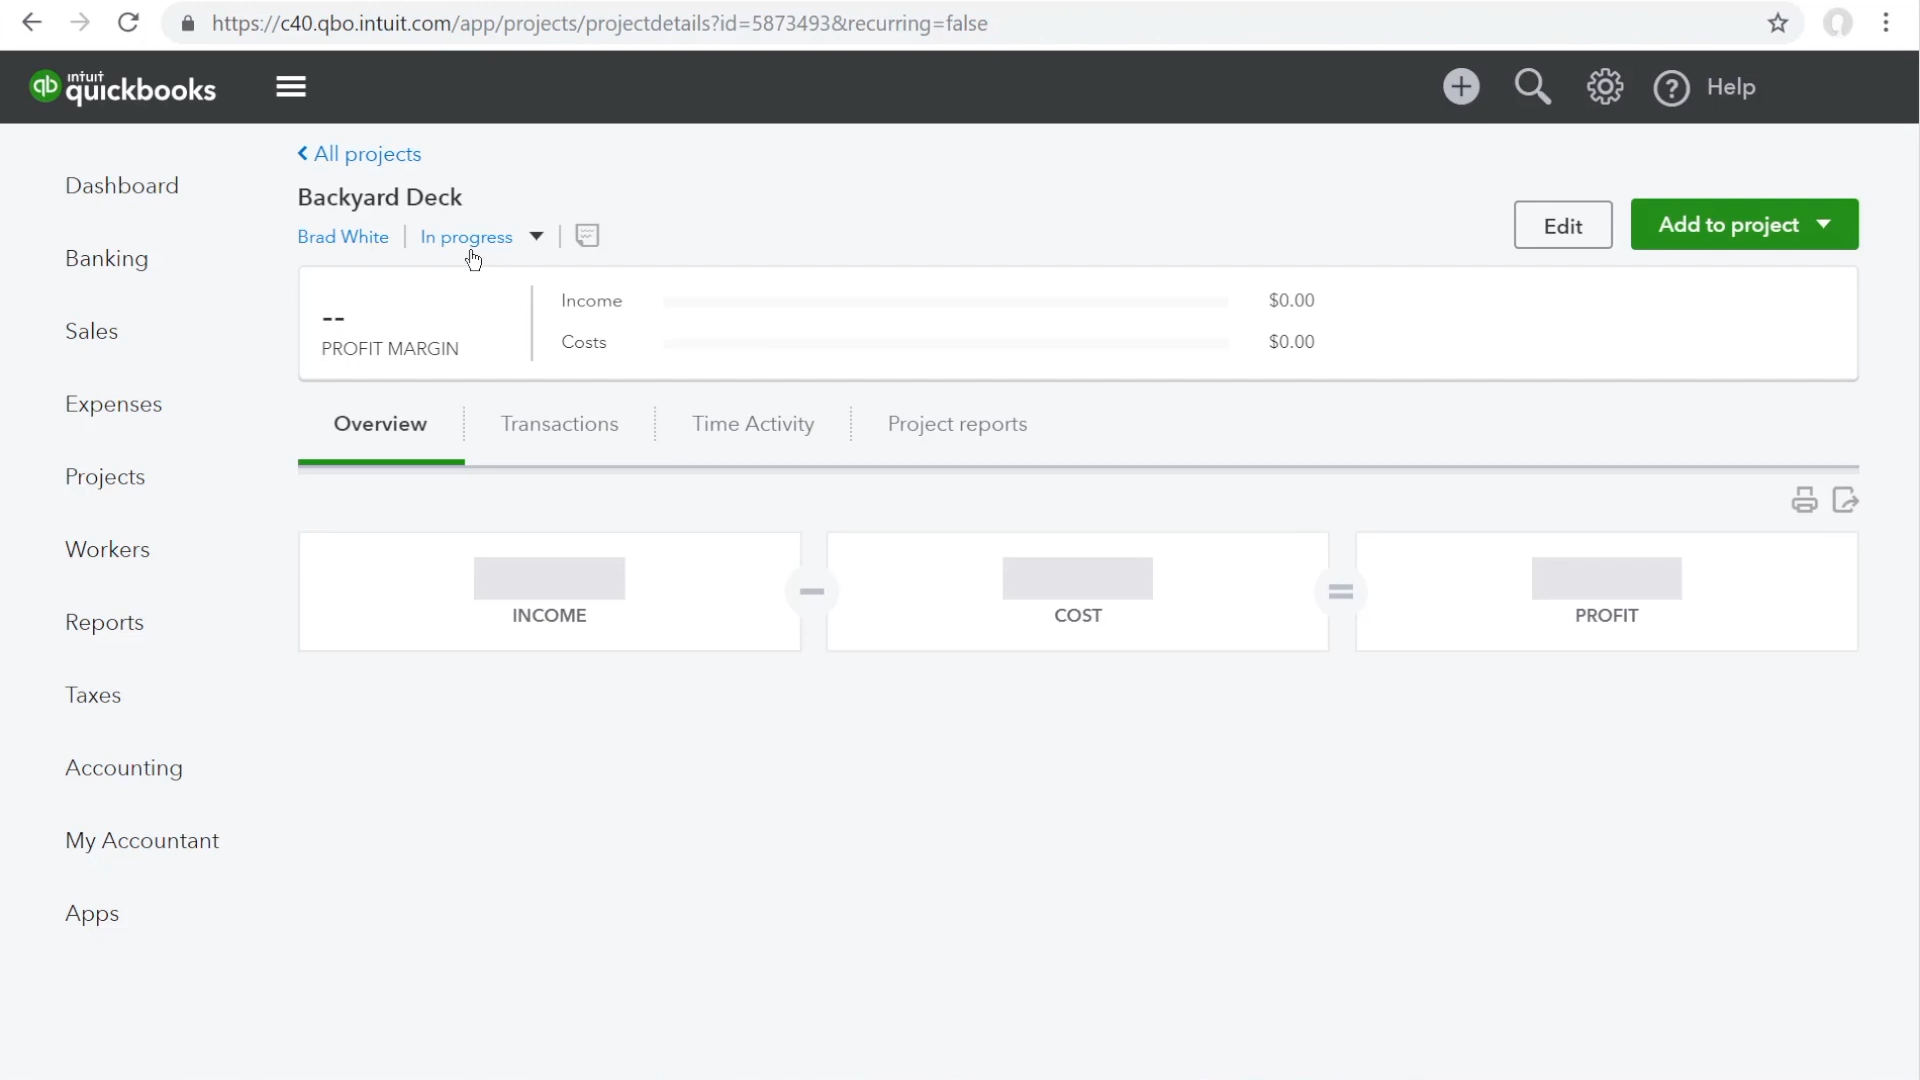 https://c40.qbo.intuit.com/app/projects/projectdetails?id=5873493&recurring=false
qb intuit quickbooks
? Help
All projects
Dashboard
Backyard Deck
Brad White
In progress
Edit
Add to project
Banking
Income $0.00
--
PROFIT MARGIN
Costs $0.00
Sales
Expenses
Overview
Transactions
Time Activity
Project reports
Projects
Workers
INCOME
COST
PROFIT
Reports
Taxes
Accounting
My Accountant
Apps